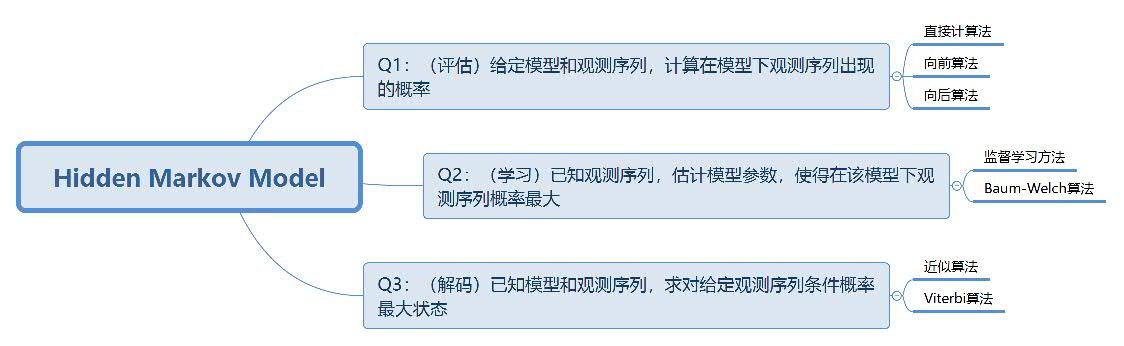 Hidden Markov Model
Q1：（评估）给定模型和观测序列，计算在模型下观测序列出现
的概率
直接计算法
向前算法
向后算法
Q2：（学习）已知观测序列，估计模型参数，使得在该模型下观
测序列概率最大
监督学习方法
Baum-Welch算法
Q3：（解码）已知模型和观测序列，求对给定观测序列条件概率
最大状态
近似算法
Viterbi算法